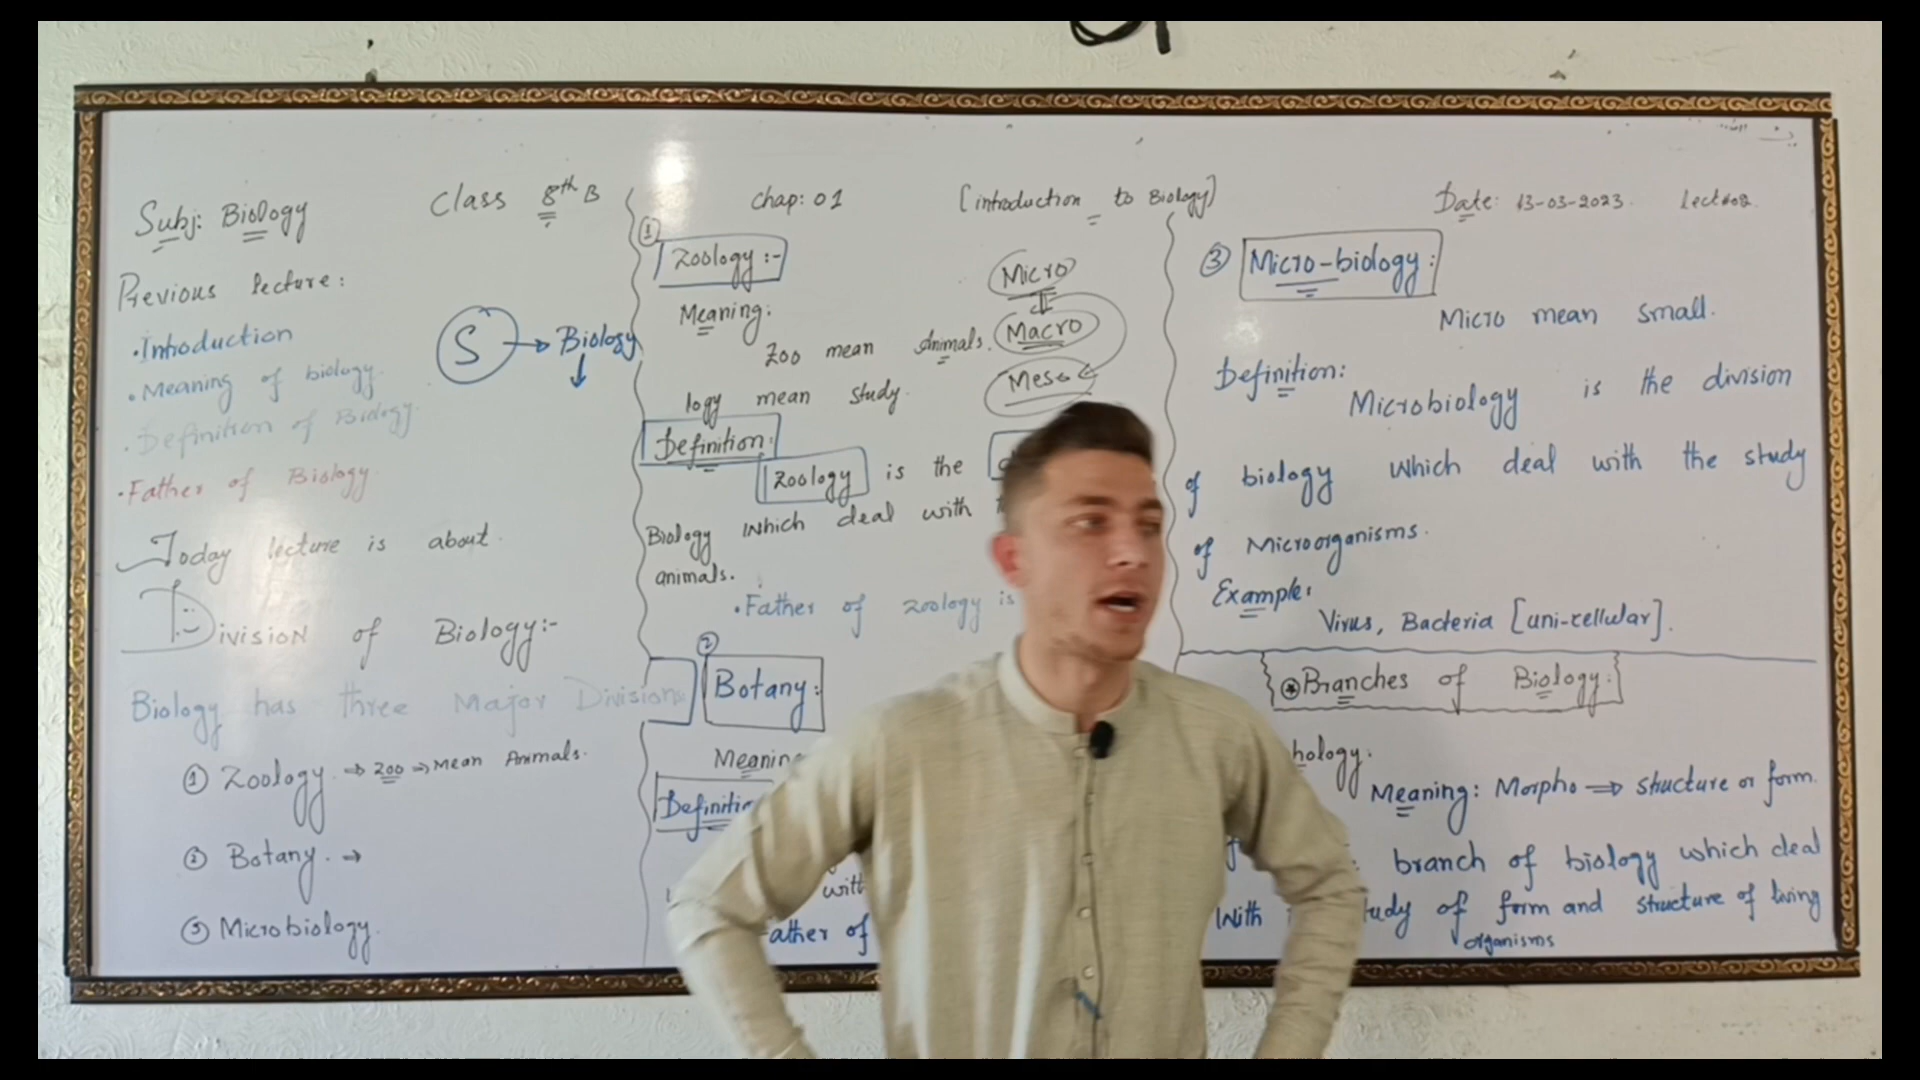 Subj: Biology
Class 8th B
Chap: 01
[introduction to Biology]
Date: 13-03-2023.
Previous lecture:
·Introduction
·Meaning of biology.
·Definition of Biology.
·Father of Biology.
S → Biology
Today lecture is about.
Division of Biology:-
Biology has three Major Divisions
① Zoology. → Zoo → Mean Animals.
② Botany. →
③ Microbiology.
① Zoology:-
Meaning:
Zoo mean Animals.
logy mean study.
Micro
Macro
Meso
Definition:
Zoology is the
Biology which deal with
animals.
·Father of zoology is
② Botany:
Meaning
Definitio
with
ather of
③ Micro-biology:
Micro mean small.
Definition:
Microbiology is the division
of biology which deal with the study
of Microorganisms.
Example:
Virus, Bacteria [uni-cellular].
Branches of Biology:
hology:
Meaning: Morpho ⇒ structure or form.
branch of biology which deal
with tudy of form and structure of living
organisms